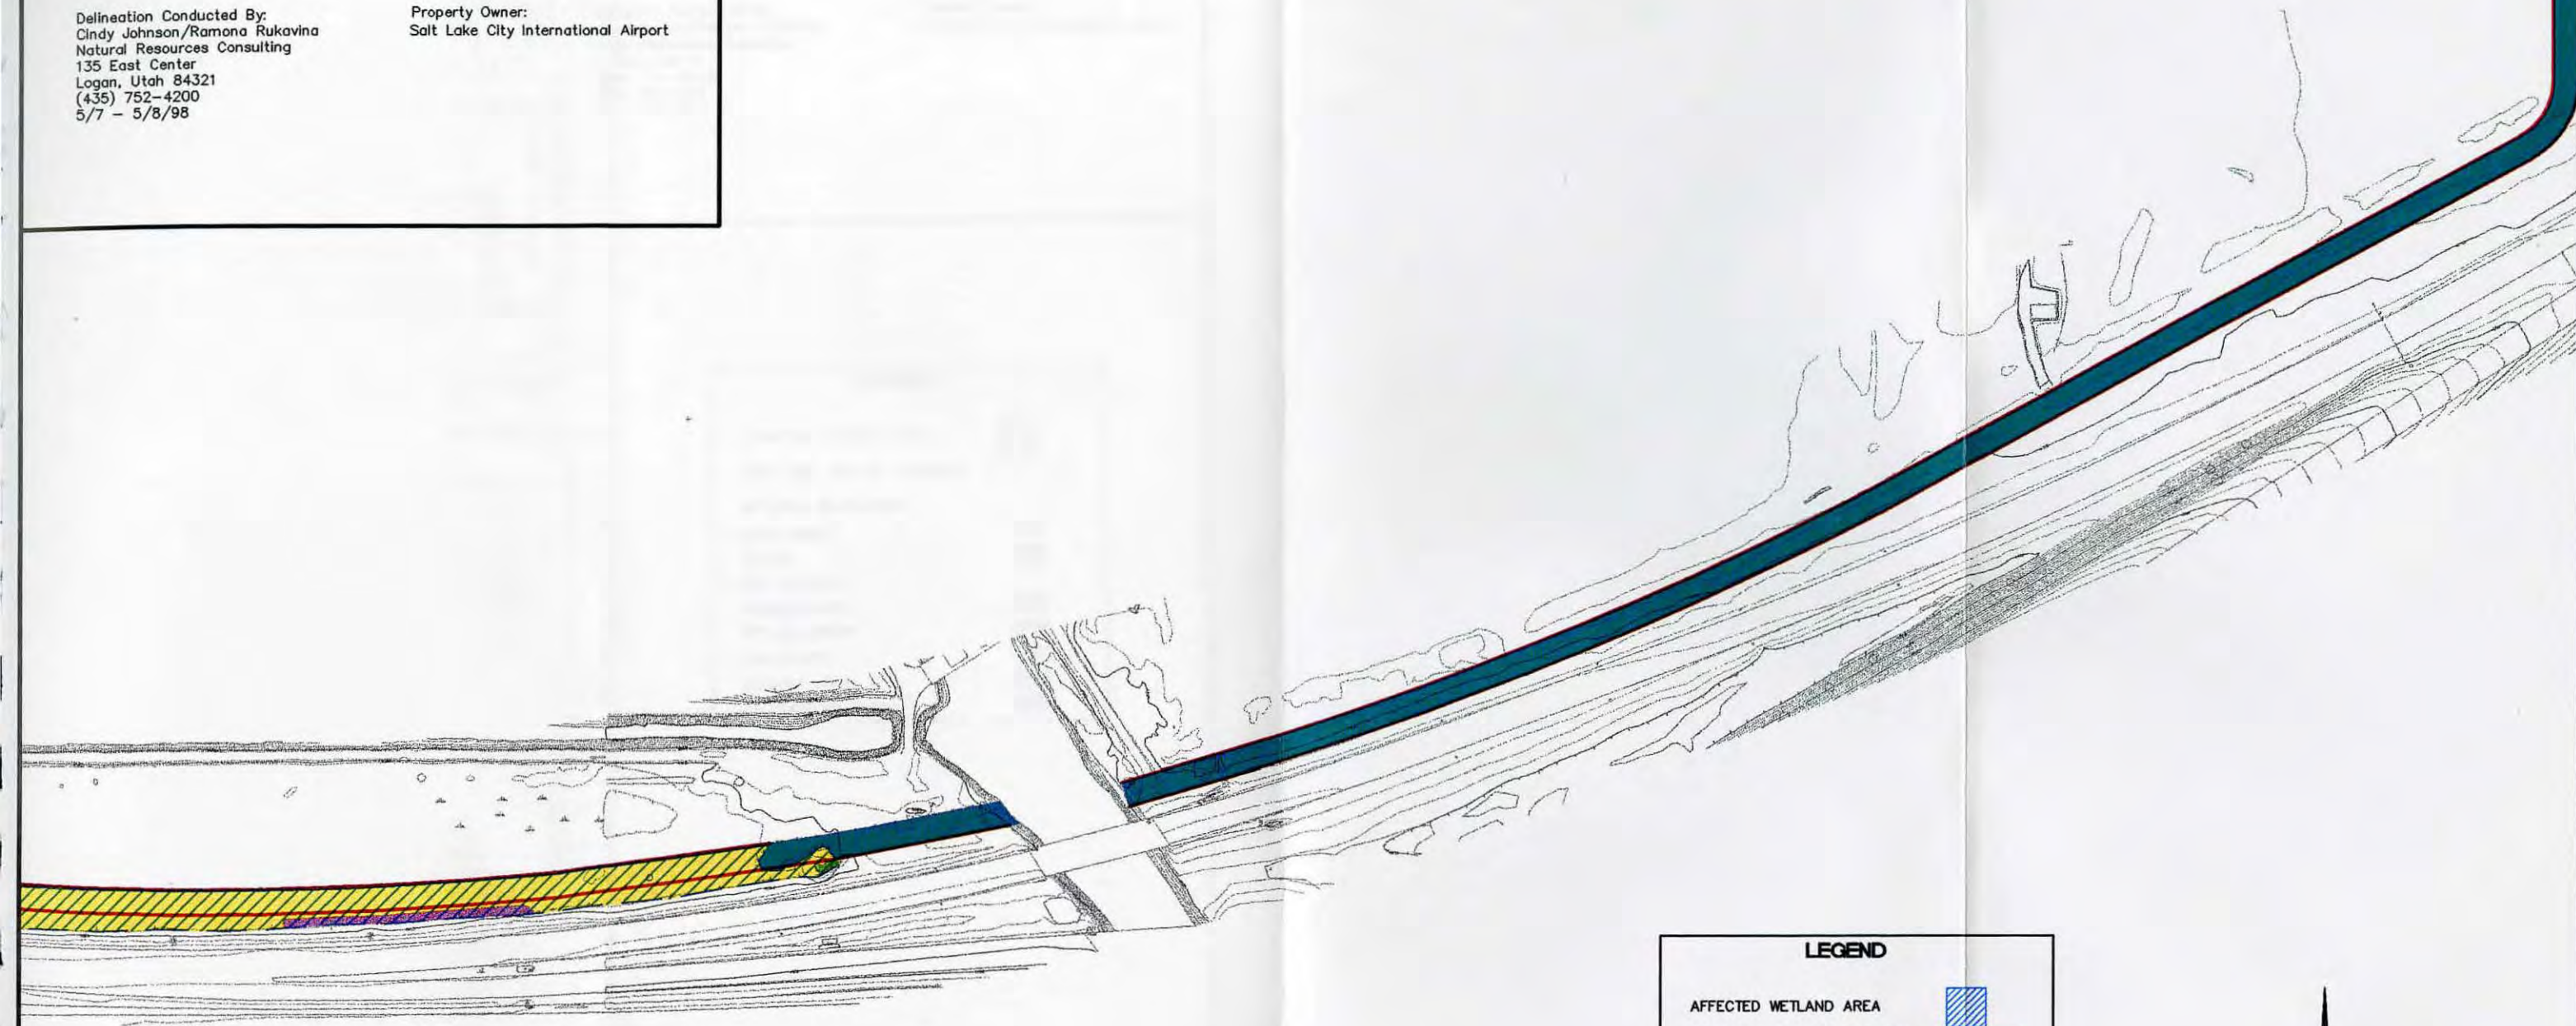 Delineation Conducted By:
Cindy Johnson/Ramona Rukavina
Natural Resources Consulting
135 East Center
Logan, Utah 84321
(435) 752-4200
5/7 - 5/8/98
Property Owner:
Salt Lake City International Airport
LEGEND
AFFECTED WETLAND AREA